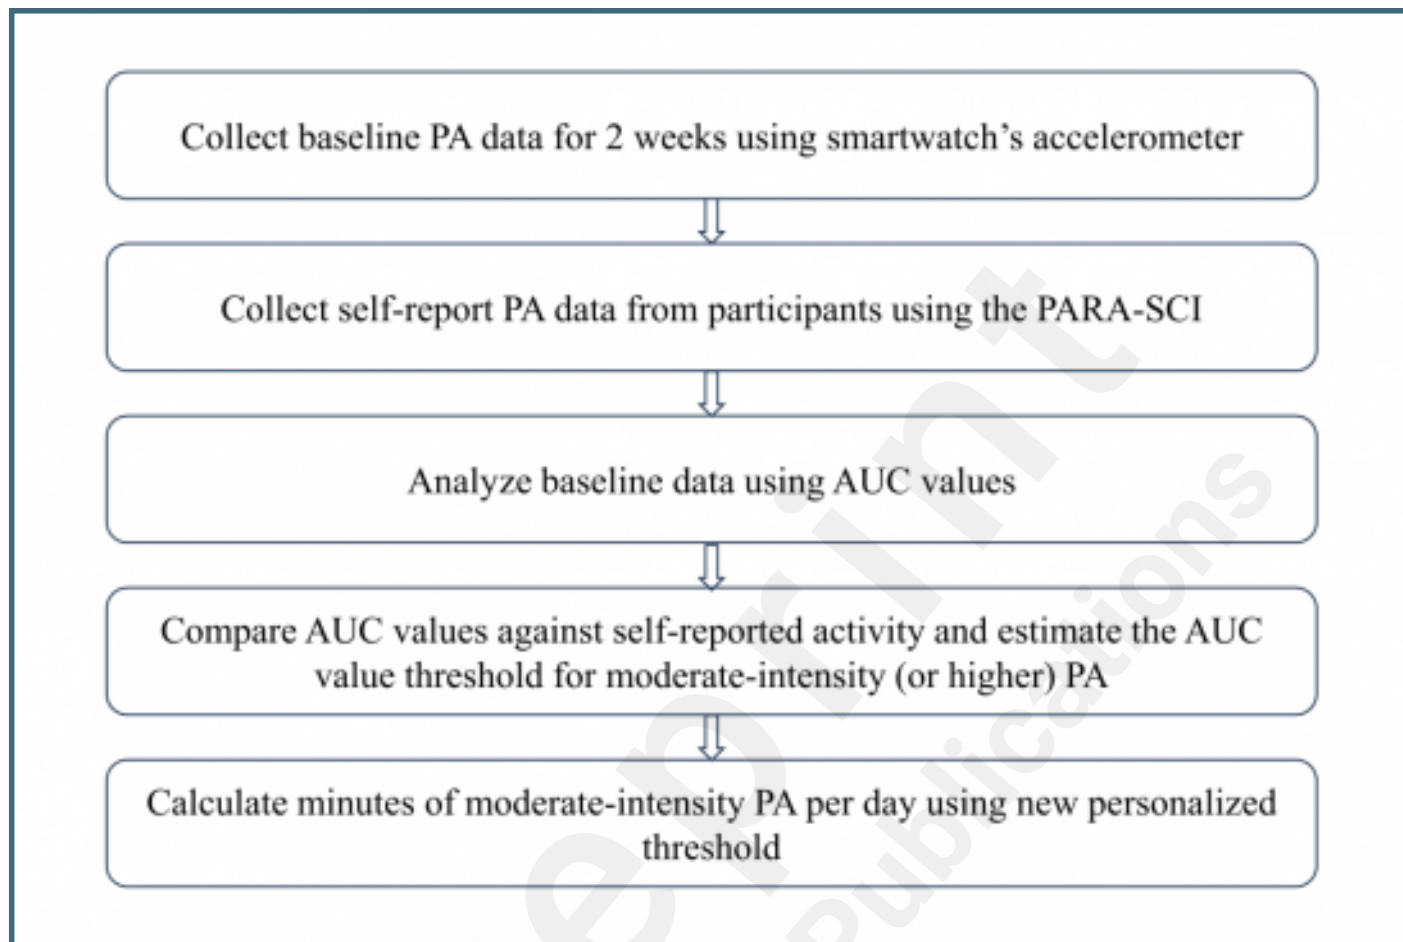 Collect baseline PA data for 2 weeks using smartwatch's accelerometer
Collect self-report PA data from participants using the PARA-SCI
Analyze baseline data using AUC values
Compare AUC values against self-reported activity and estimate the AUC
value threshold for moderate-intensity (or higher) PA
Calculate minutes of moderate-intensity PA per day using new personalized
threshold
eprint
Publications